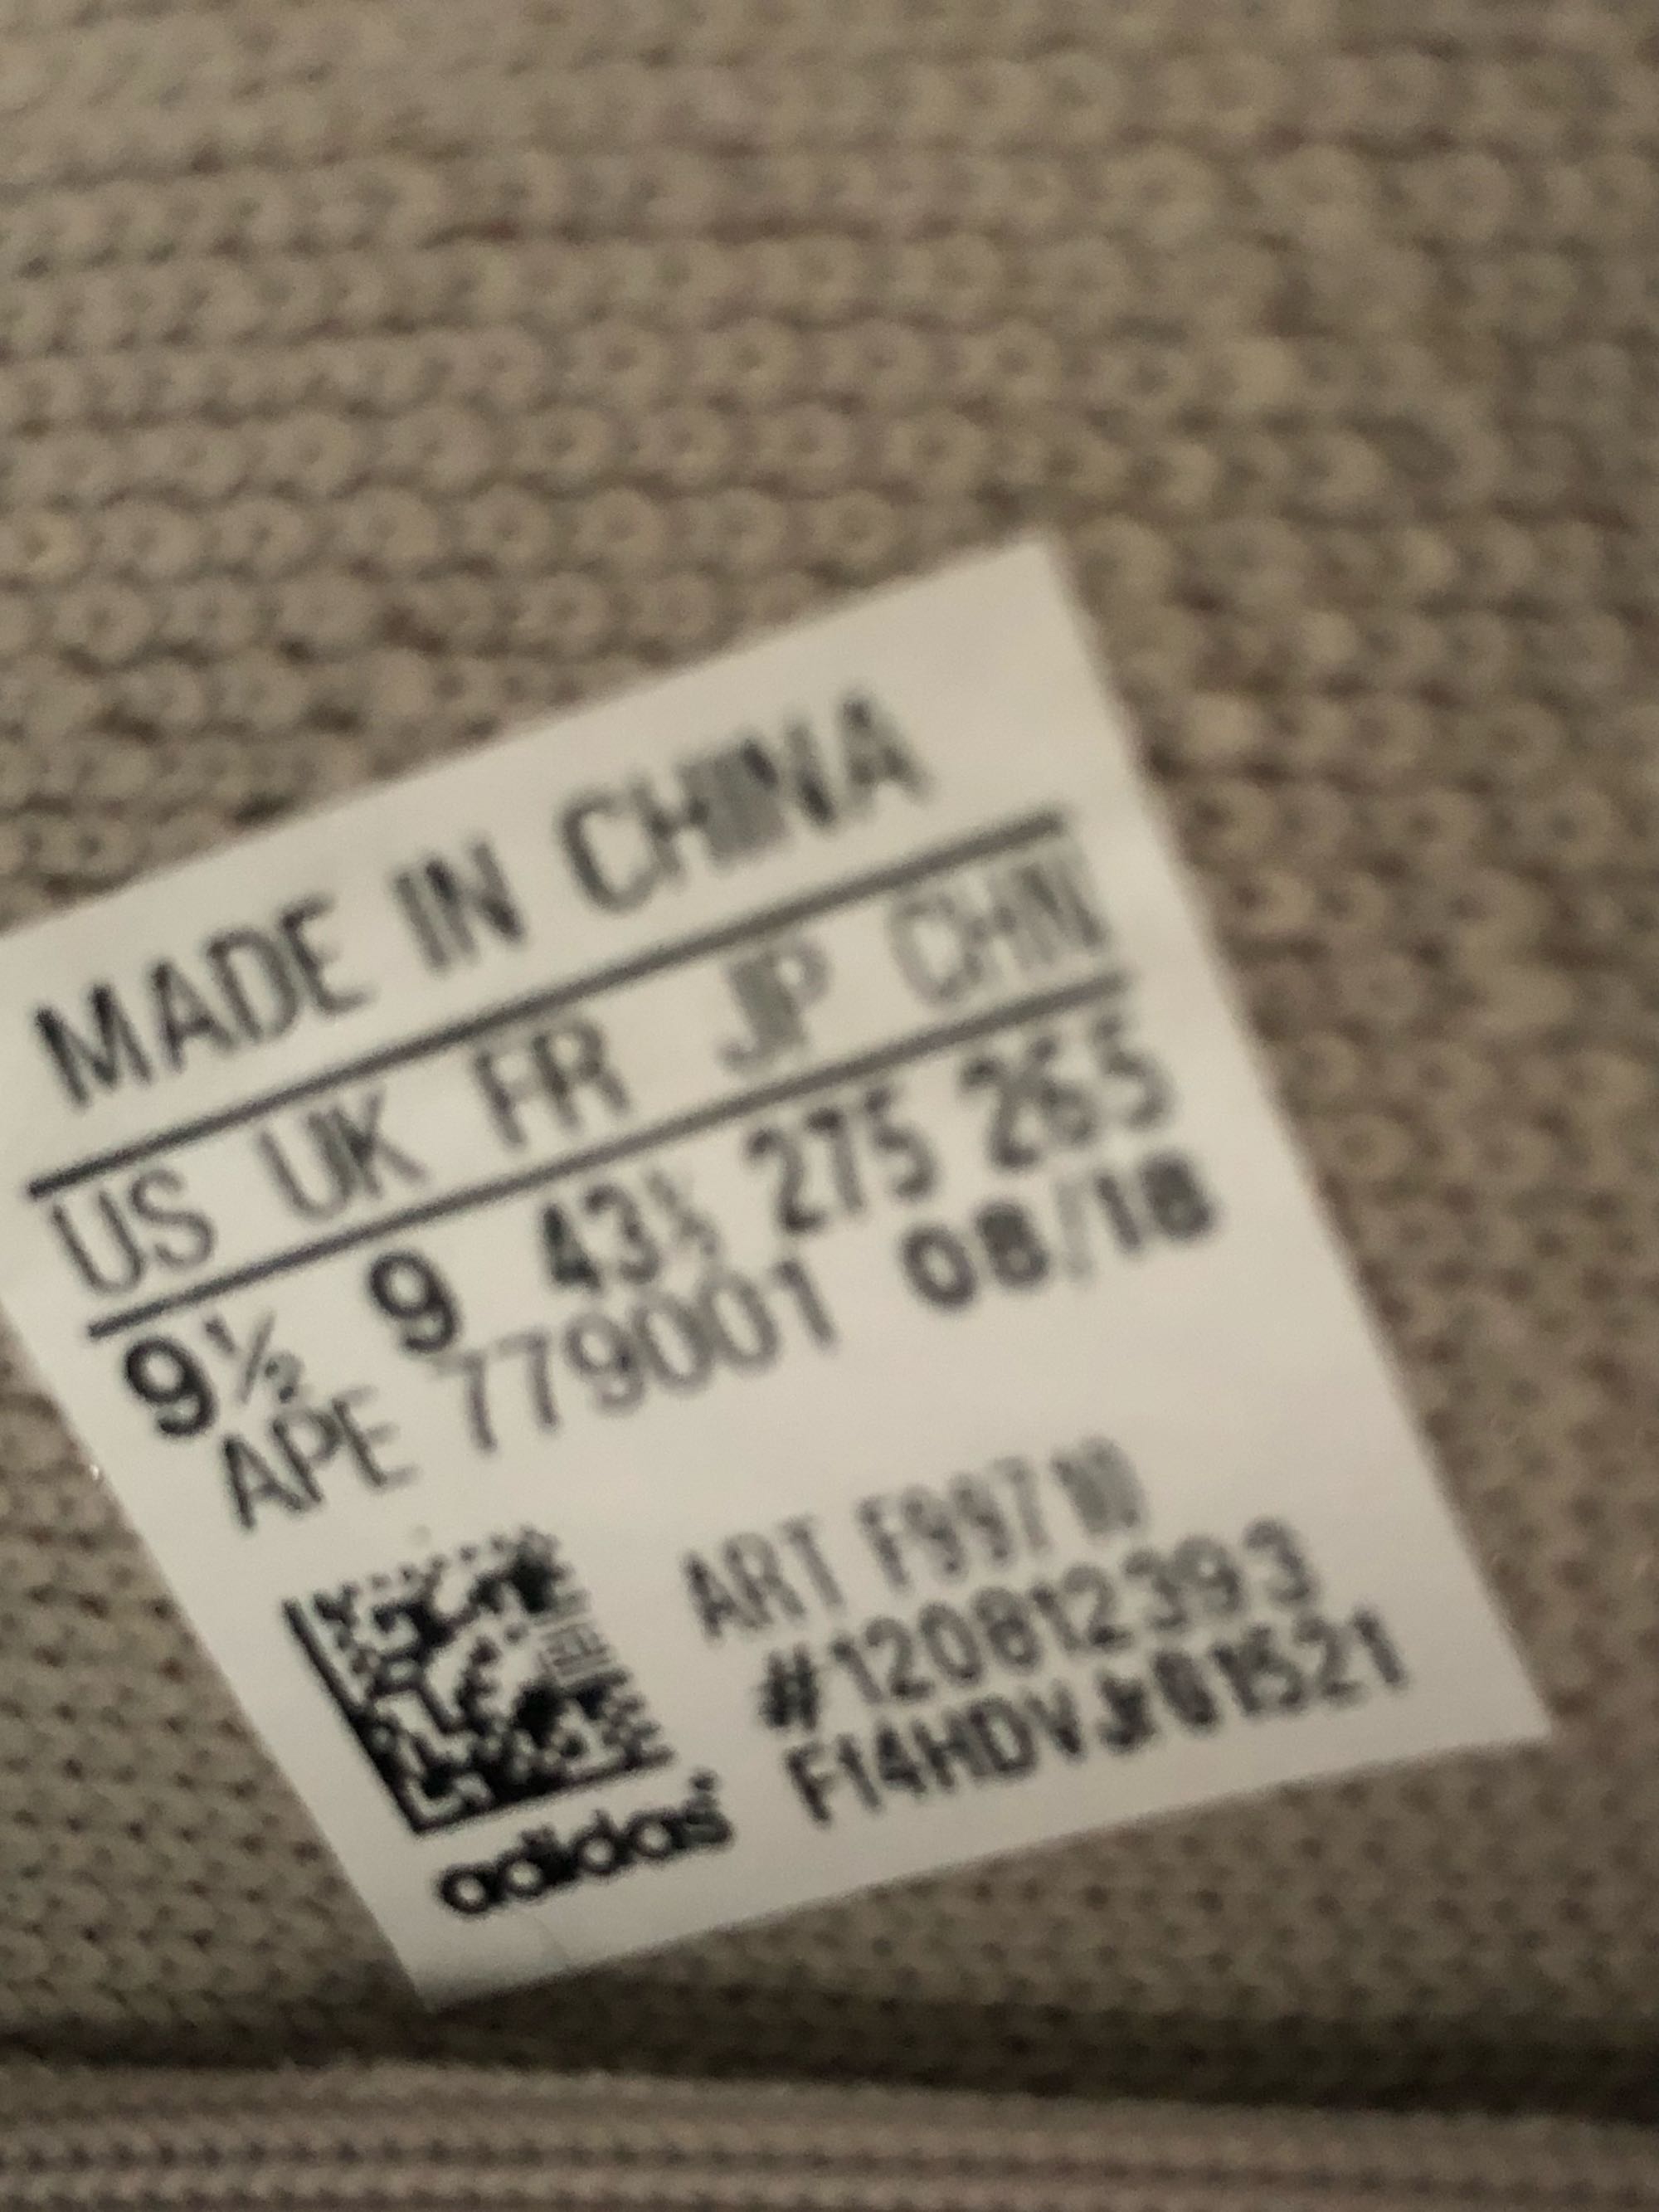 MADE IN CHINA
US UK FR JP CHN
9½ 9 43⅓ 275 265
APE 779001 08/18
ART
#120812393
adidas